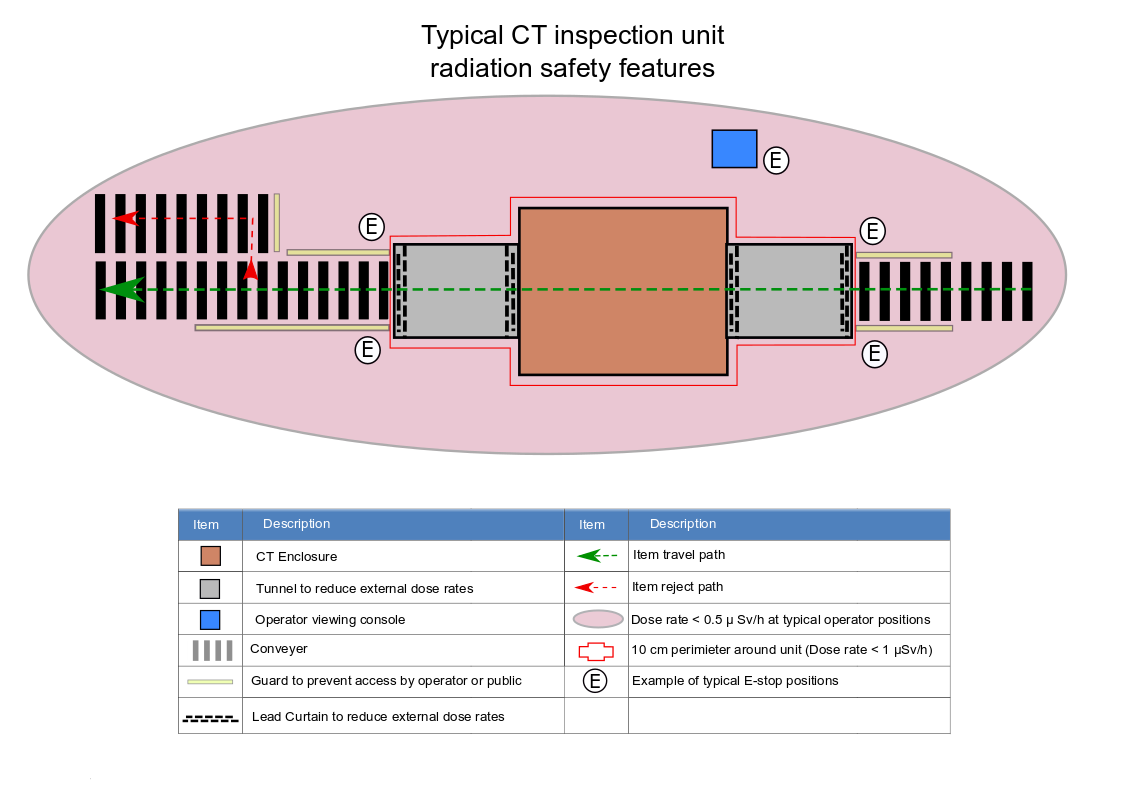 Typical CT inspection unit
radiation safety features
E
E
E
E
E
Item Description Item Description
CT Enclosure Item travel path
Tunnel to reduce external dose rates Item reject path
Operator viewing console Dose rate < 0.5 µ Sv/h at typical operator positions
Conveyer 10 cm perimieter around unit (Dose rate < 1 µSv/h)
Guard to prevent access by operator or public E Example of typical E-stop positions
Lead Curtain to reduce external dose rates